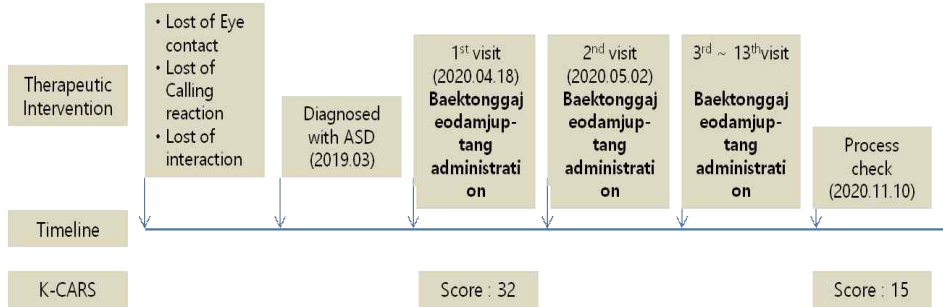 • Lost of Eye
contact
• Lost of
Calling
reaction
• Lost of
interaction
Therapeutic
Intervention
Diagnosed
with ASD
(2019.03)
1st visit
(2020.04.18)
Baektonggaj
eodamjup-
tang
administrati
on
2nd visit
(2020.05.02)
Baektonggaj
eodamjup-
tang
administrati
on
3rd ~ 13thvisit
Baektonggaj
eodamjup-
tang
administrati
on
Process
check
(2020.11.10)
Timeline
K-CARS
Score : 32
Score : 15